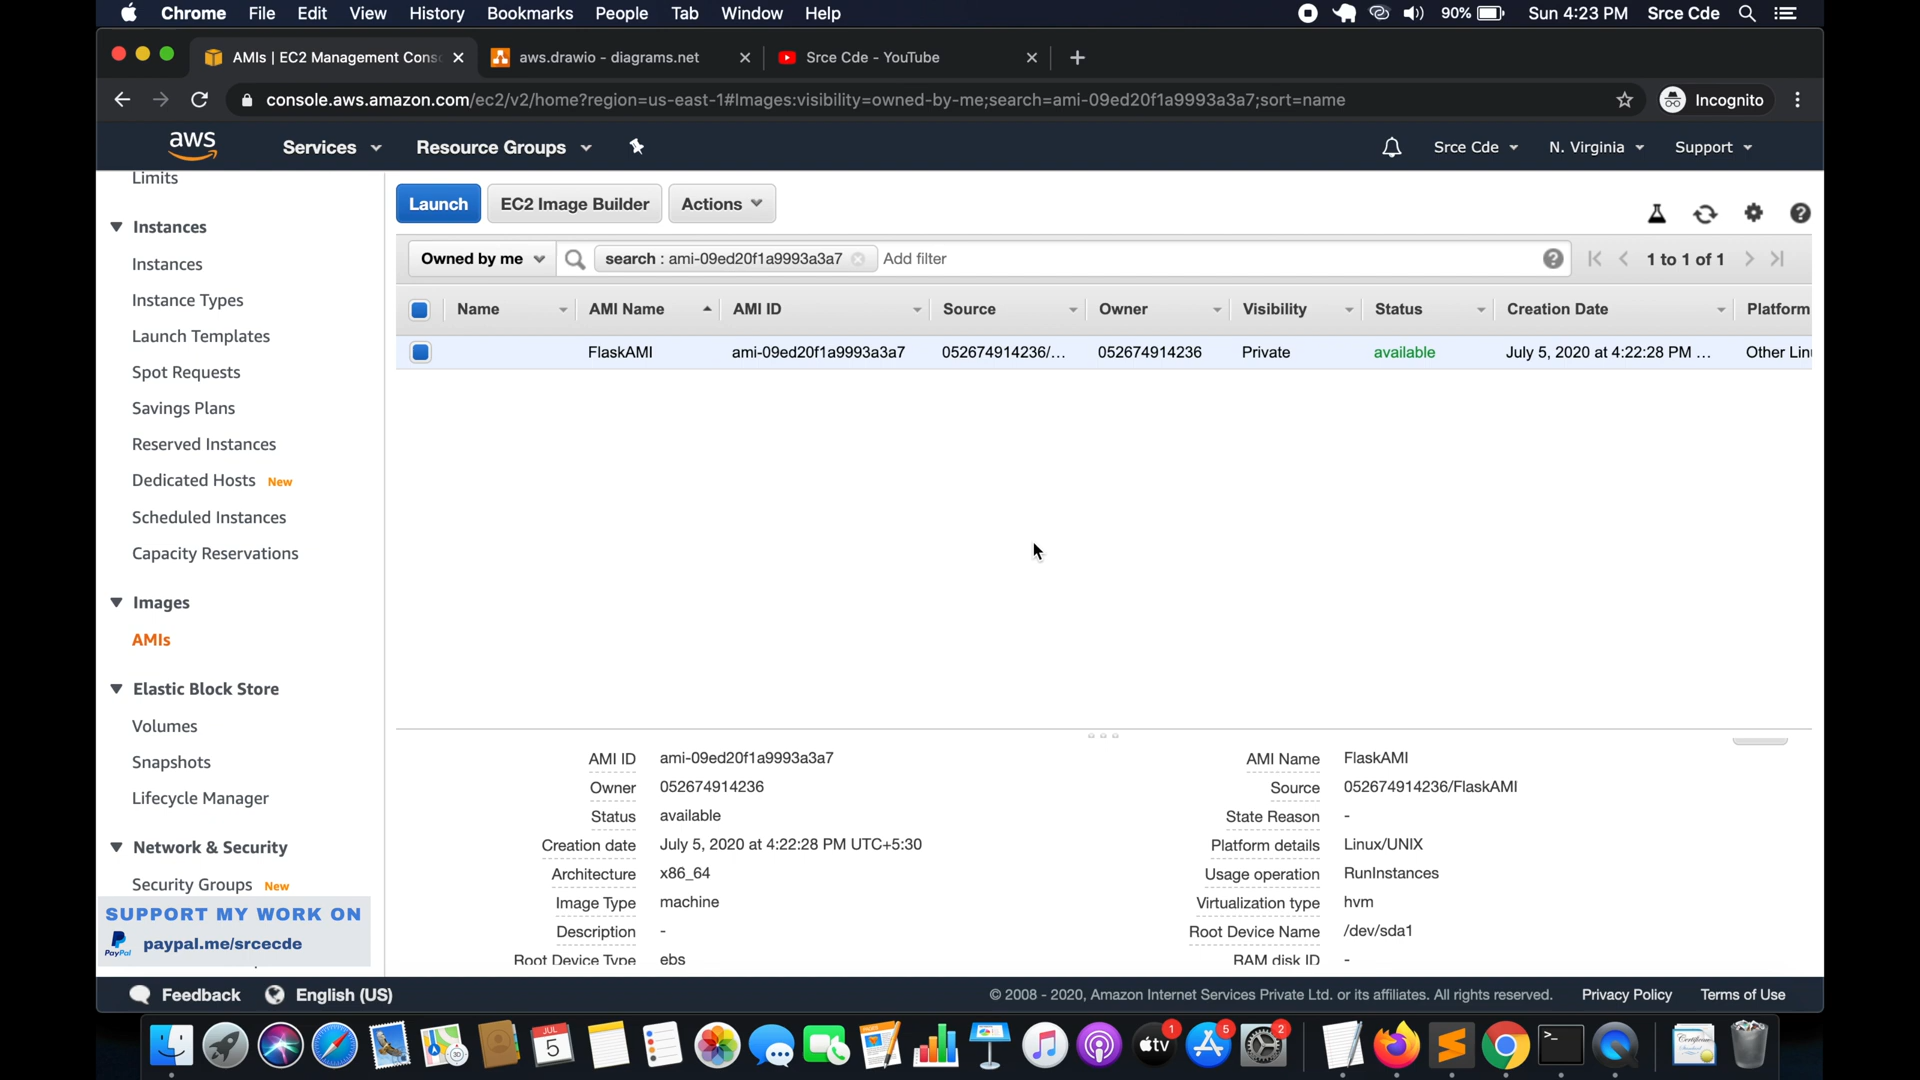 Chrome File Edit View History Bookmarks People Tab Window Help
90% Sun 4:23 PM Srce Cde
AMIs | EC2 Management Cons
aws.drawio - diagrams.net
Srce Cde - YouTube
console.aws.amazon.com/ec2/v2/home?region=us-east-1#Images:visibility=owned-by-me;search=ami-09ed20f1a9993a3a7;sort=name
Incognito
aws Services Resource Groups Srce Cde N. Virginia Support
Limits
Instances
Instances
Instance Types
Launch Templates
Spot Requests
Savings Plans
Reserved Instances
Dedicated Hosts New
Scheduled Instances
Capacity Reservations
Images
AMIs
Elastic Block Store
Volumes
Snapshots
Lifecycle Manager
Network & Security
Security Groups New
SUPPORT MY WORK ON
PayPal paypal.me/srcecde
Launch EC2 Image Builder Actions
Owned by me search : ami-09ed20f1a9993a3a7 Add filter 1 to 1 of 1
Name AMI Name AMI ID Source Owner Visibility Status Creation Date Platform
FlaskAMI ami-09ed20f1a9993a3a7 052674914236/... 052674914236 Private available July 5, 2020 at 4:22:28 PM ... Other Lin
AMI ID ami-09ed20f1a9993a3a7
Owner 052674914236
Status available
Creation date July 5, 2020 at 4:22:28 PM UTC+5:30
Architecture x86_64
Image Type machine
Description -
Root Device Type ebs
AMI Name FlaskAMI
Source 052674914236/FlaskAMI
State Reason -
Platform details Linux/UNIX
Usage operation RunInstances
Virtualization type hvm
Root Device Name /dev/sda1
RAM disk ID -
Feedback English (US) © 2008 - 2020, Amazon Internet Services Private Ltd. or its affiliates. All rights reserved. Privacy Policy Terms of Use
JUL
5
tv
1
5
2